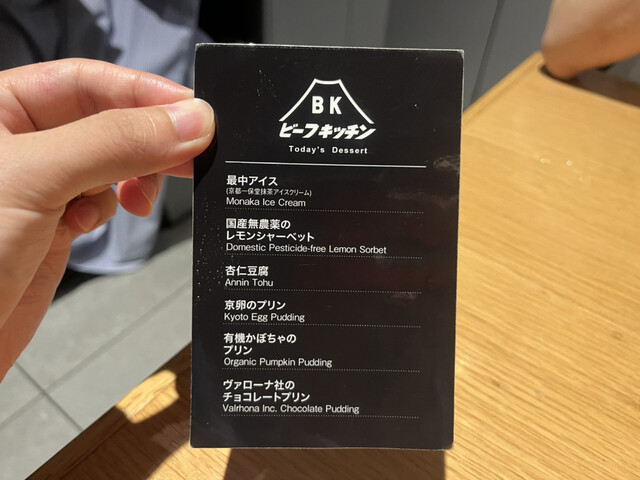 BK
ビーフキッチン
Today's Dessert
最中アイス
(京都一保堂抹茶アイスクリーム)
Monaka Ice Cream
国産無農薬の
レモンシャーベット
Domestic Pesticide-free Lemon Sorbet
杏仁豆腐
Annin Tohu
京卵のプリン
Kyoto Egg Pudding
有機かぼちゃの
プリン
Organic Pumpkin Pudding
ヴァローナ社の
チョコレートプリン
Valrhona Inc. Chocolate Pudding